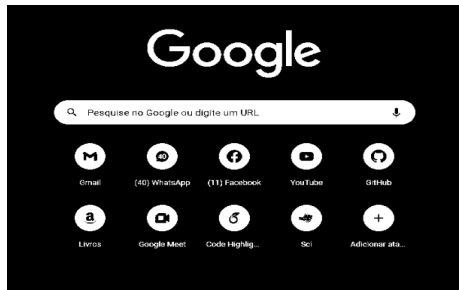 Google
Pesquise no Google ou digite um URL
40
Gmail (40) WhatsApp (11) Facebook YouTube GitHub
a
Livros Google Meet Code Highlig... Sci Adicionar ata...